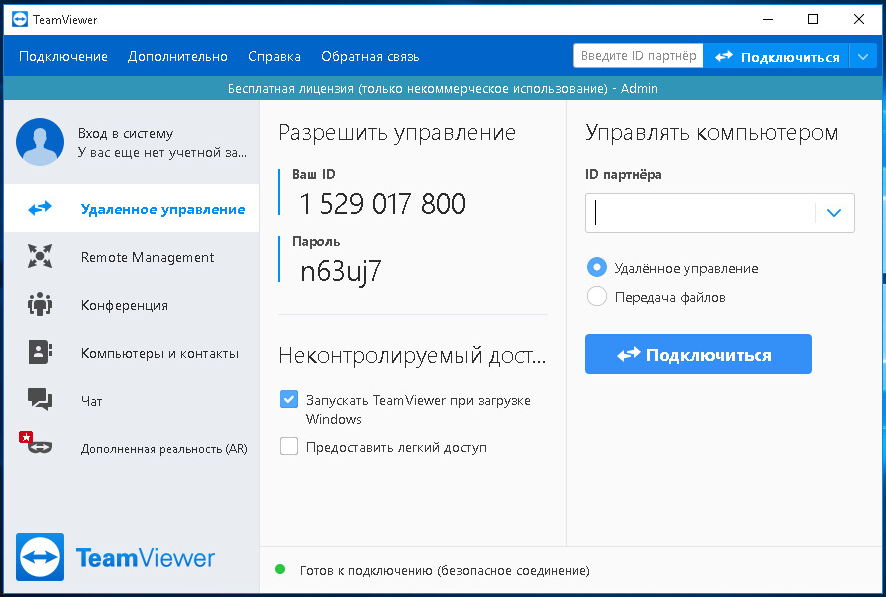 TeamViewer
Подключение Дополнительно Справка Обратная связь Введите ID партнёр Подключиться
Бесплатная лицензия (только некоммерческое использование) - Admin
Вход в систему
У вас еще нет учетной за...
Удаленное управление
Remote Management
Конференция
Компьютеры и контакты
Чат
Дополненная реальность (AR)
TeamViewer
Разрешить управление
Ваш ID
1 529 017 800
Пароль
n63uj7
Неконтролируемый дост...
Запускать TeamViewer при загрузке
Windows
Предоставить легкий доступ
Управлять компьютером
ID партнёра
Удалённое управление
Передача файлов
Подключиться
Готов к подключению (безопасное соединение)